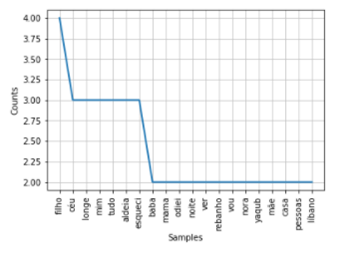 4.00
3.75
3.50
3.25
3.00
2.75
2.50
2.25
2.00
Counts
filho
céu
longe
mim
tudo
aldeia
esqueci
baba
mama
odiei
noite
ver
rebanho
vou
nora
yaqub
mãe
casa
pessoas
líbano
Samples